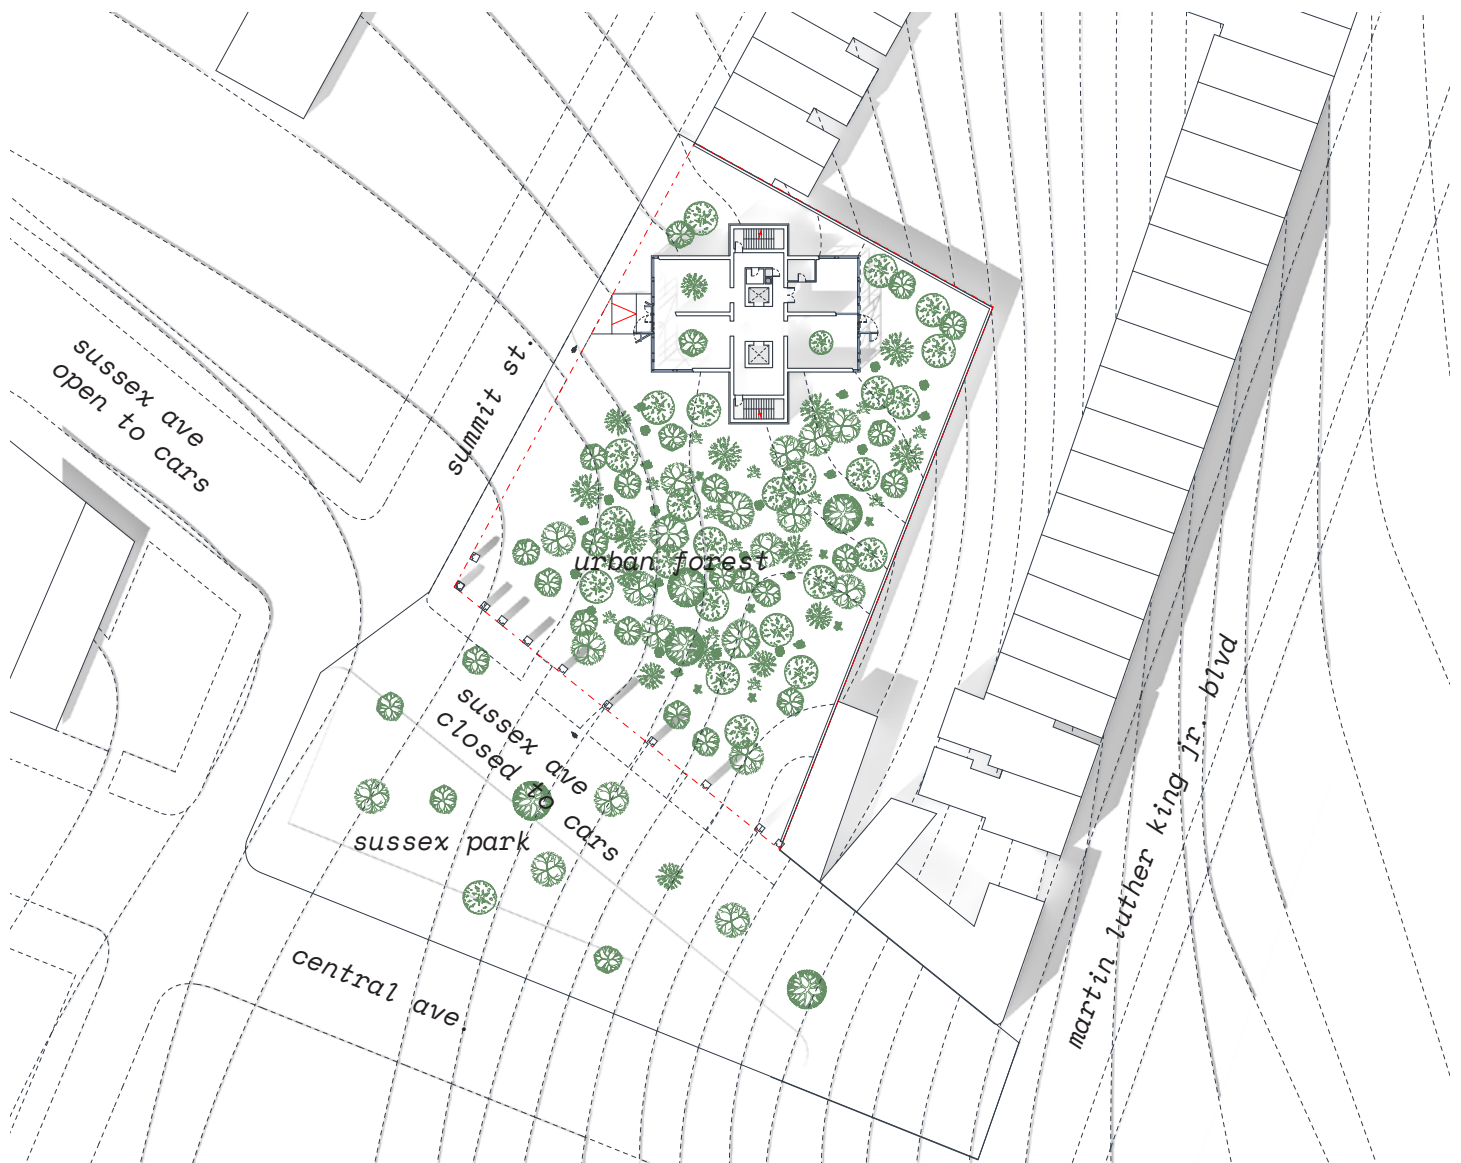 sussex ave
open to cars
summit st.
urban forest
sussex ave
closed to cars
sussex park
central ave.
martin luther king jr. blvd